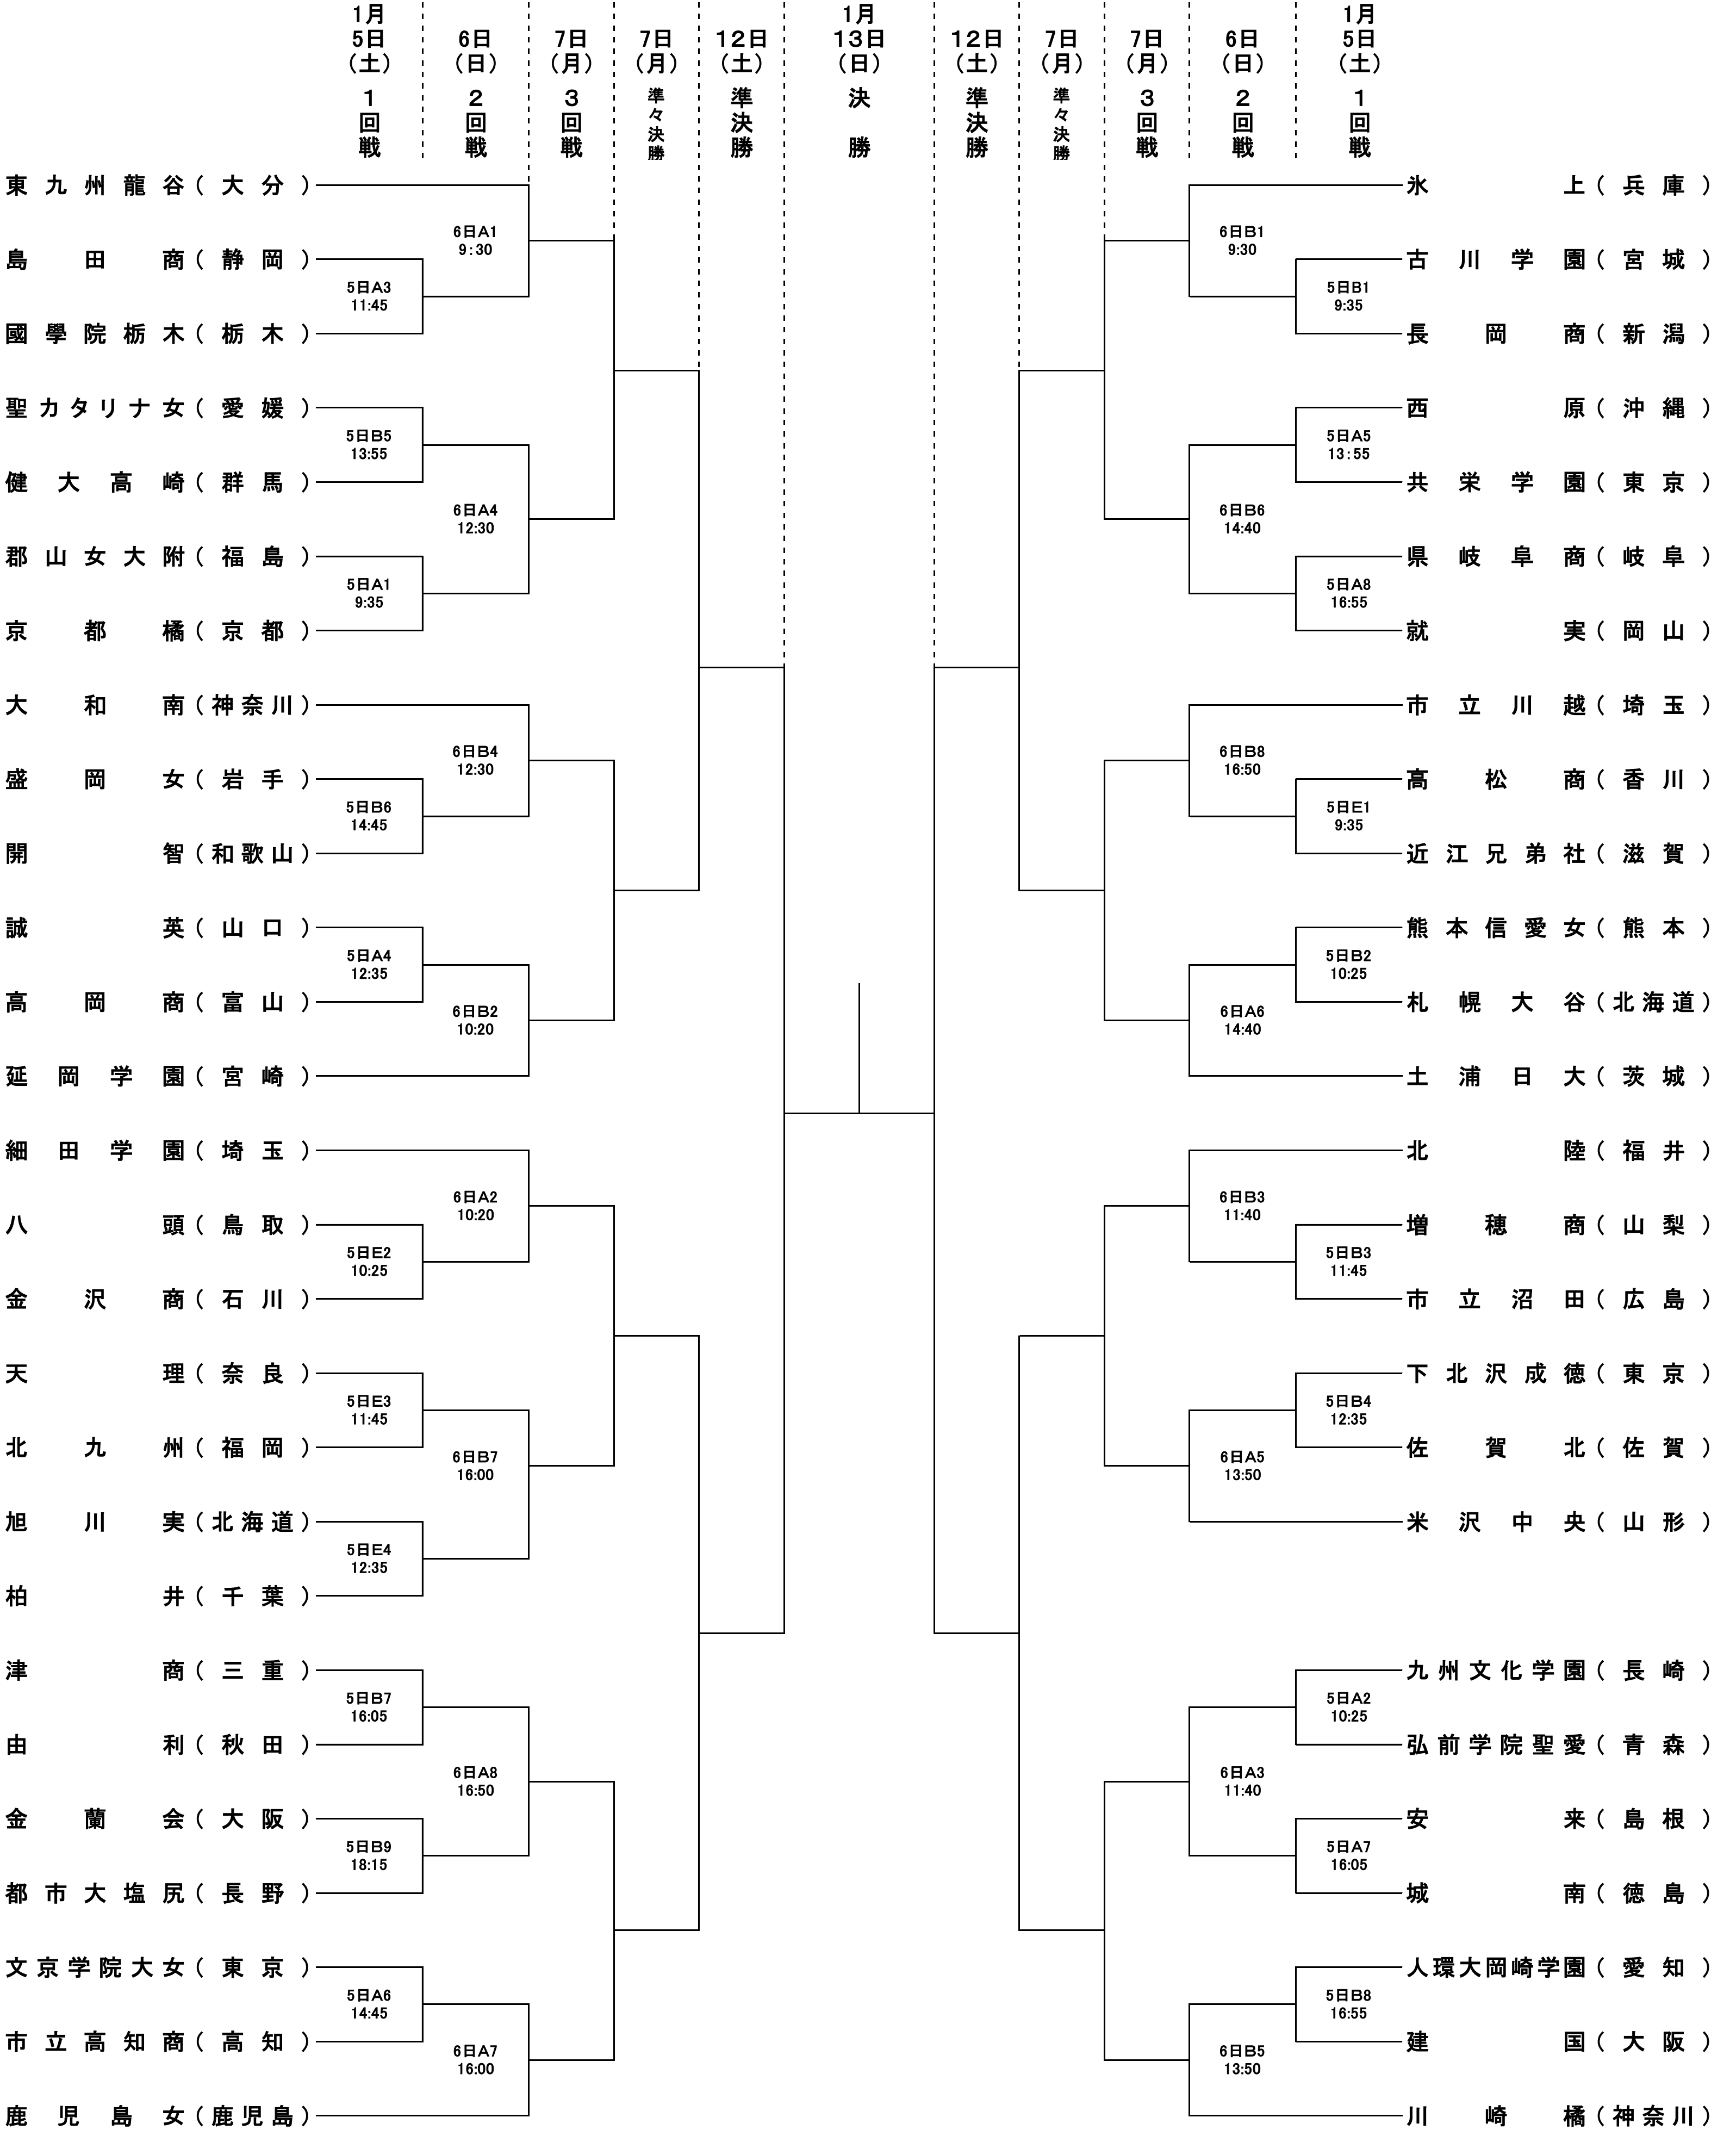 1月 1月 1月
5日 6日 7日 7日 12日 13日 12日 7日 7日 6日 5日
（土） （日） （月） （月） （土） （日） （土） （月） （月） （日） （土）
1回戦 2回戦 3回戦 準々決勝 準決勝 決勝 準決勝 準々決勝 3回戦 2回戦 1回戦
東九州龍谷（大分）
島田商（静岡）
國學院栃木（栃木）
聖カタリナ女（愛媛）
健大高崎（群馬）
郡山女大附（福島）
京都橘（京都）
大和南（神奈川）
盛岡女（岩手）
開智（和歌山）
誠英（山口）
高岡商（富山）
延岡学園（宮崎）
細田学園（埼玉）
八頭（鳥取）
金沢商（石川）
天理（奈良）
北九州（福岡）
旭川実（北海道）
柏井（千葉）
津商（三重）
由利（秋田）
金蘭会（大阪）
都市大塩尻（長野）
文京学院大女（東京）
市立高知商（高知）
鹿児島女（鹿児島）
5日A3
11:45
5日B5
13:55
5日A1
9:35
5日B6
14:45
5日A4
12:35
5日E2
10:25
5日E3
11:45
5日E4
12:35
5日B7
16:05
5日B9
18:15
5日A6
14:45
6日A1
9:30
6日A4
12:30
6日B4
12:30
6日B2
10:20
6日A2
10:20
6日B7
16:00
6日A8
16:50
6日A7
16:00
6日B1
9:30
6日B6
14:40
6日B8
16:50
6日A6
14:40
6日B3
11:40
6日A5
13:50
6日A3
11:40
6日B5
13:50
5日B1
9:35
5日A5
13:55
5日A8
16:55
5日E1
9:35
5日B2
10:25
5日B3
11:45
5日B4
12:35
5日A2
10:25
5日A7
16:05
5日B8
16:55
氷上（兵庫）
古川学園（宮城）
長岡商（新潟）
西原（沖縄）
共栄学園（東京）
県岐阜商（岐阜）
就実（岡山）
市立川越（埼玉）
高松商（香川）
近江兄弟社（滋賀）
熊本信愛女（熊本）
札幌大谷（北海道）
土浦日大（茨城）
北陸（福井）
増穂商（山梨）
市立沼田（広島）
下北沢成徳（東京）
佐賀北（佐賀）
米沢中央（山形）
九州文化学園（長崎）
弘前学院聖愛（青森）
安来（島根）
城南（徳島）
人環大岡崎学園（愛知）
建国（大阪）
川崎橘（神奈川）